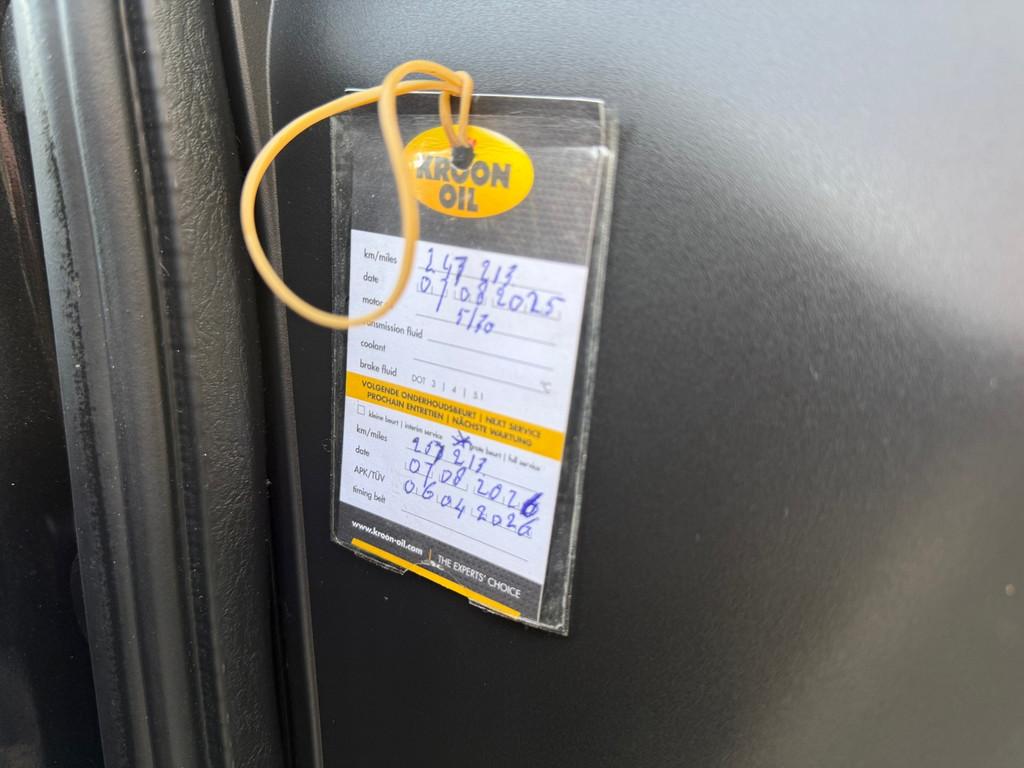 KROON
OIL
km/miles 247 213
date 07 08 2025
motor 5/30
transmission fluid
coantant °C
brake fluid DOT 3 | 4 | 5.1
VOLGENDE ONDERHOUDSBEURT | NEXT SERVICE
PROCHAIN ENTRETIEN | NÄCHSTE WARTUNG
kleine beurt | interim service grote beurt | full service
km/miles 257 213
date 07 08 2026
APK/TÜV 06 04 2026
timing belt
www.kroon-oil.com | THE EXPERTS' CHOICE